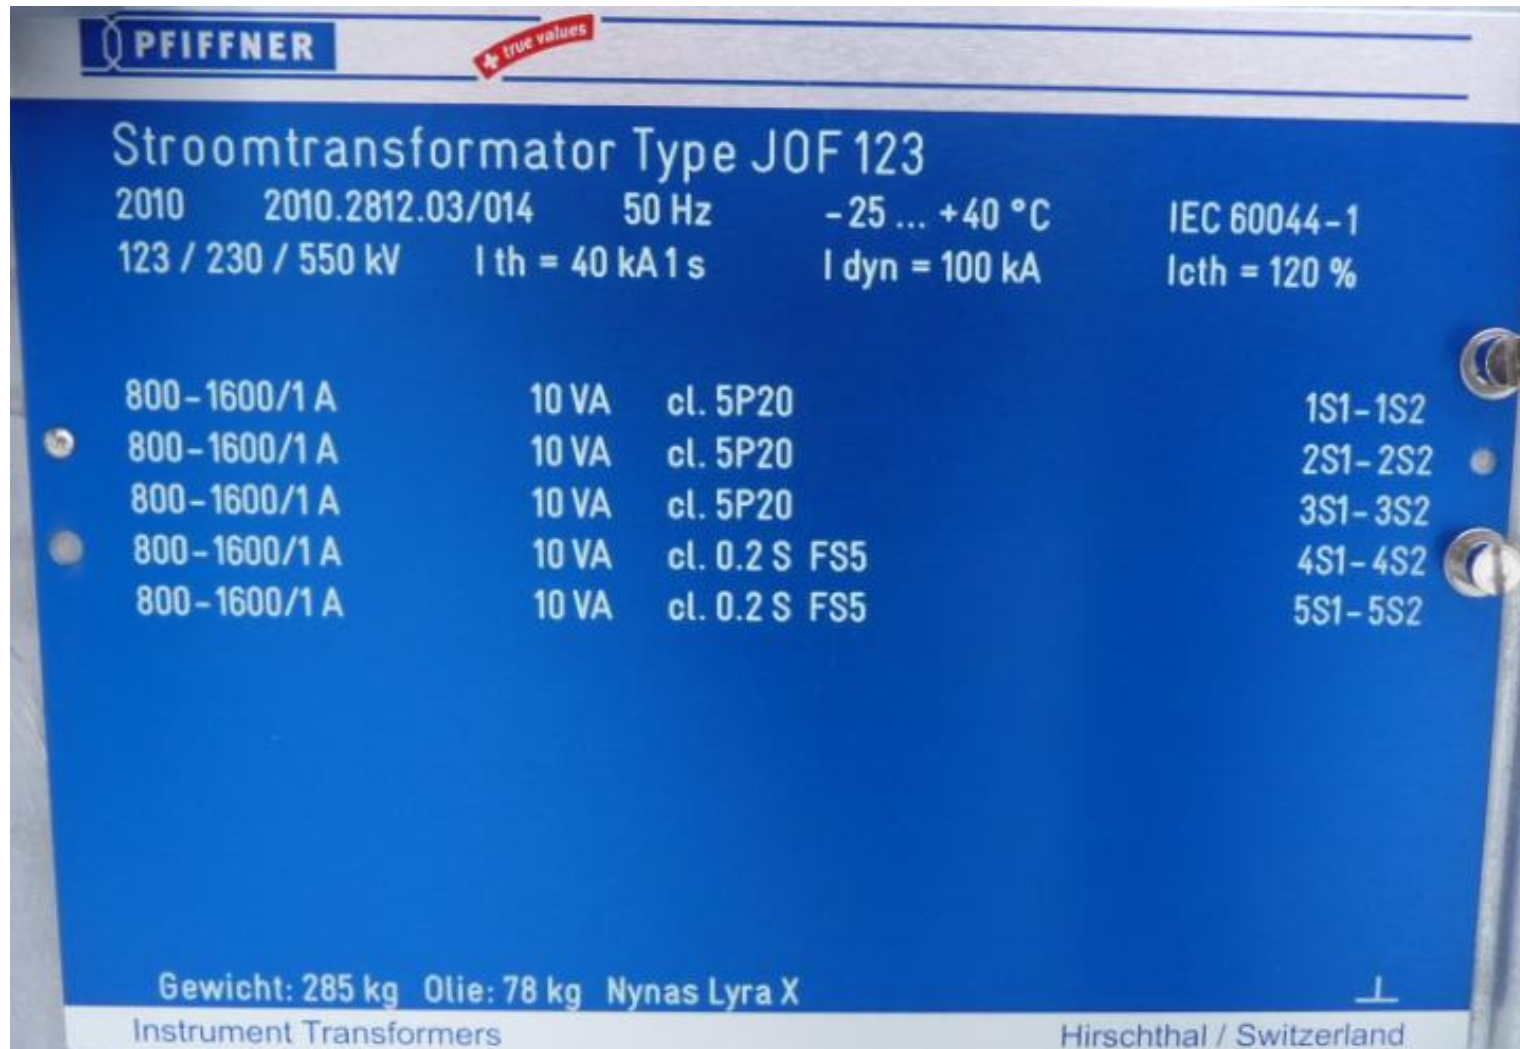 PFIFFNER true values
Stroomtransformator Type JOF 123
2010 2010.2812.03/014 50 Hz -25 ... +40 °C IEC 60044-1
123 / 230 / 550 kV I th = 40 kA 1 s I dyn = 100 kA Icth = 120 %
800-1600/1 A 10 VA cl. 5P20 1S1-1S2
800-1600/1 A 10 VA cl. 5P20 2S1-2S2
800-1600/1 A 10 VA cl. 5P20 3S1-3S2
800-1600/1 A 10 VA cl. 0.2 S FS5 4S1-4S2
800-1600/1 A 10 VA cl. 0.2 S FS5 5S1-5S2
Gewicht: 285 kg Olie: 78 kg Nynas Lyra X
Instrument Transformers Hirschthal / Switzerland